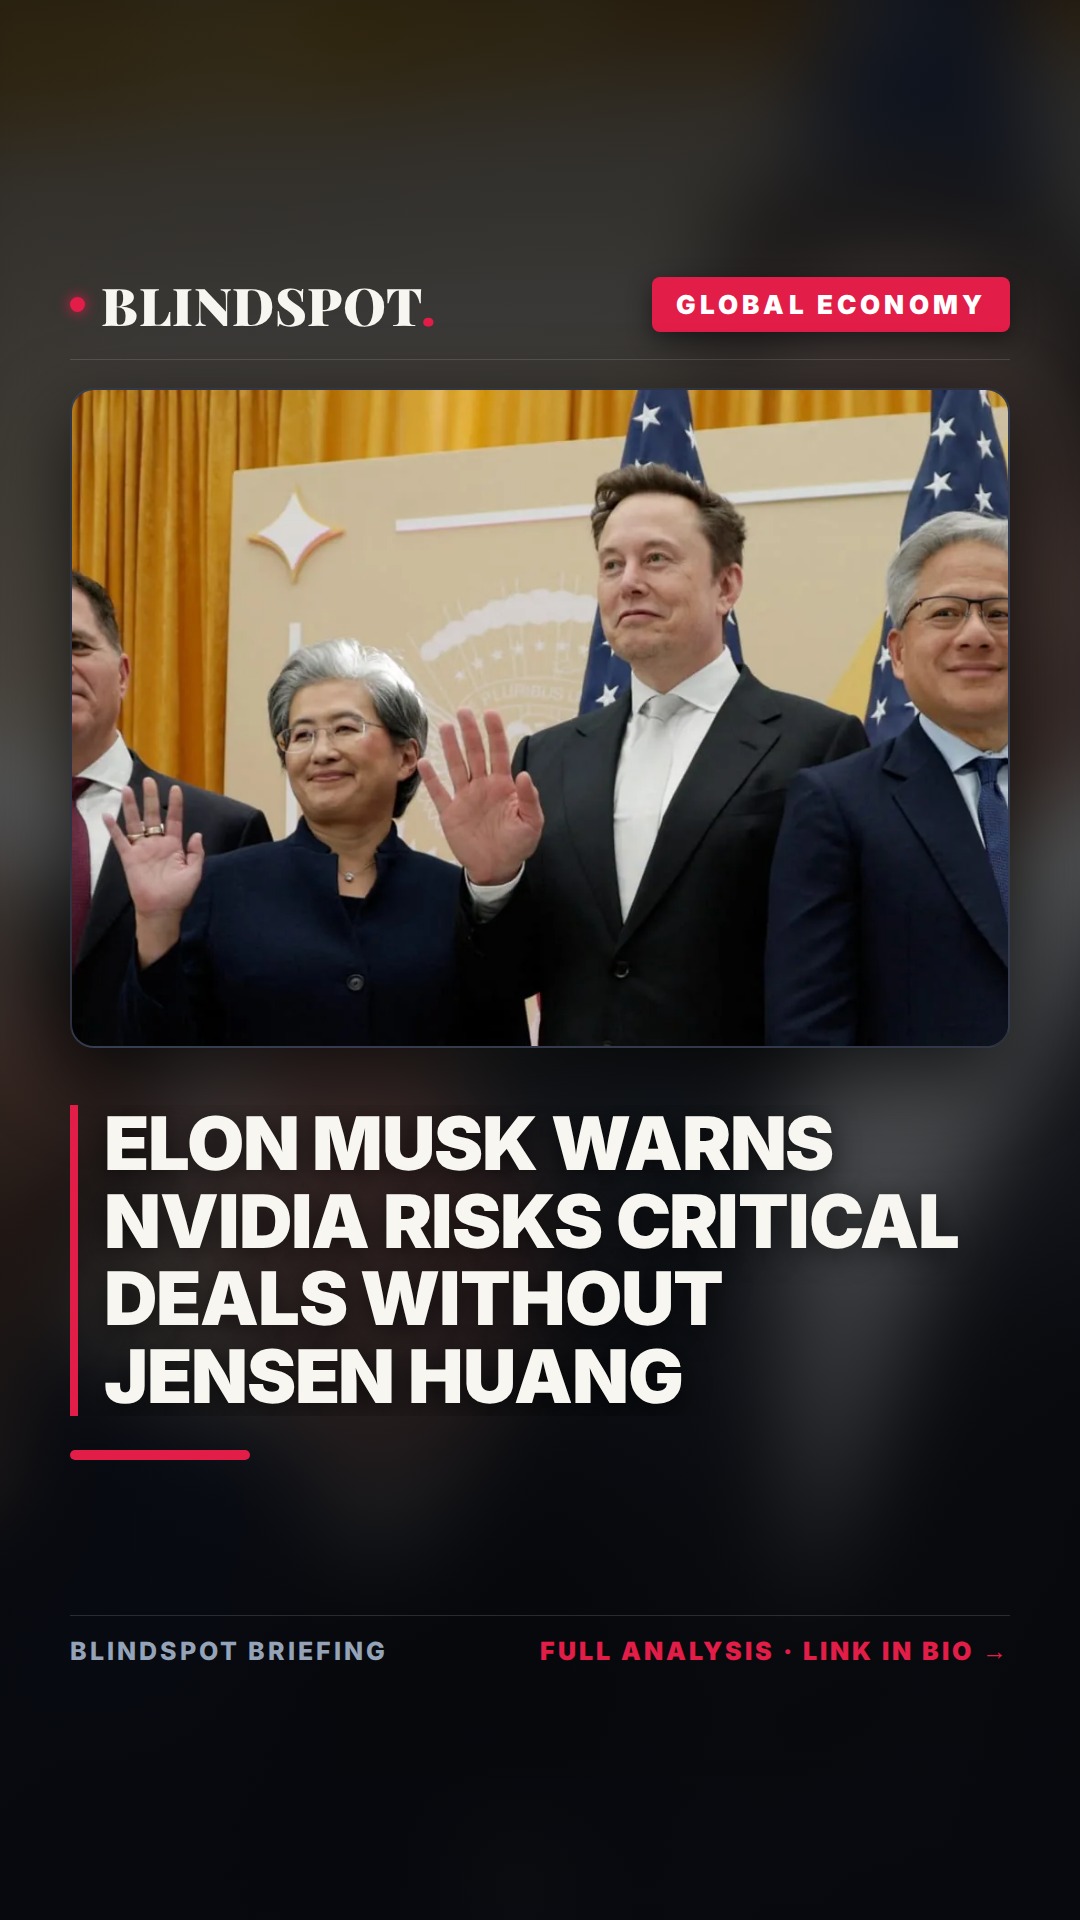 BLINDSPOT.
GLOBAL ECONOMY
PLURIBUS U
ELON MUSK WARNS
NVIDIA RISKS CRITICAL
DEALS WITHOUT
JENSEN HUANG
BLINDSPOT BRIEFING
FULL ANALYSIS · LINK IN BIO →